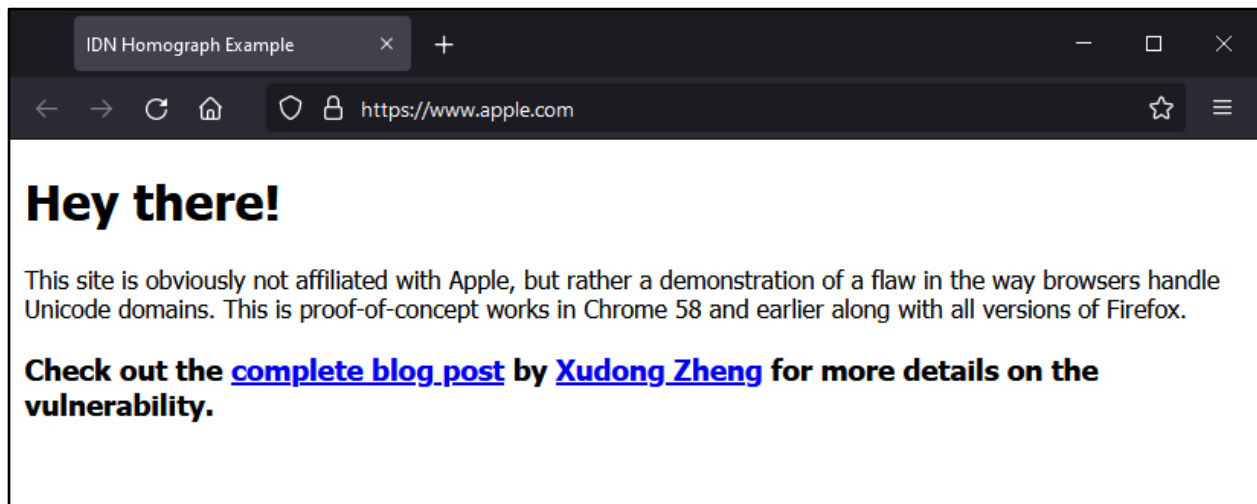 IDN Homograph Example
https://www.apple.com
Hey there!
This site is obviously not affiliated with Apple, but rather a demonstration of a flaw in the way browsers handle
Unicode domains. This is proof-of-concept works in Chrome 58 and earlier along with all versions of Firefox.
Check out the complete blog post by Xudong Zheng for more details on the
vulnerability.